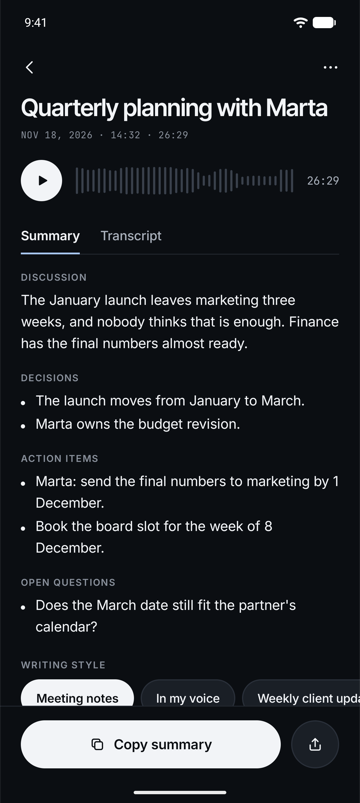 9:41
Quarterly planning with Marta
NOV 18, 2026 · 14:32 · 26:29
26:29
Summary Transcript
DISCUSSION
The January launch leaves marketing three
weeks, and nobody thinks that is enough. Finance
has the final numbers almost ready.
DECISIONS
• The launch moves from January to March.
• Marta owns the budget revision.
ACTION ITEMS
• Marta: send the final numbers to marketing by 1
December.
• Book the board slot for the week of 8
December.
OPEN QUESTIONS
• Does the March date still fit the partner's
calendar?
WRITING STYLE
Meeting notes In my voice Weekly client upda
Copy summary